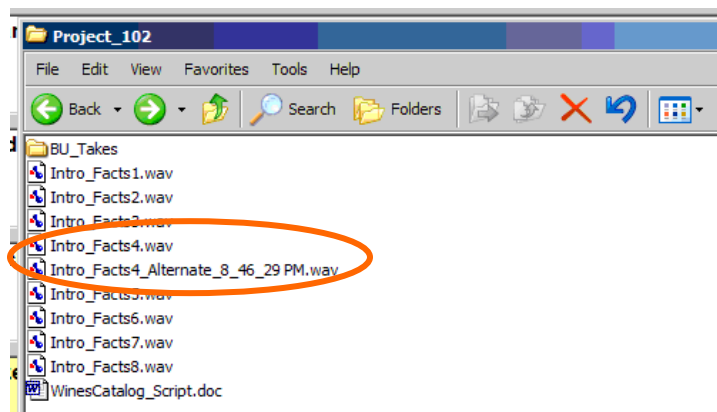 Project_102
File Edit View Favorites Tools Help
Back Search Folders
BU_Takes
Intro_Facts1.wav
Intro_Facts2.wav
Intro_Facts3.wav
Intro_Facts4.wav
Intro_Facts4_Alternate_8_46_29 PM.wav
Intro_Facts5.wav
Intro_Facts6.wav
Intro_Facts7.wav
Intro_Facts8.wav
WinesCatalog_Script.doc